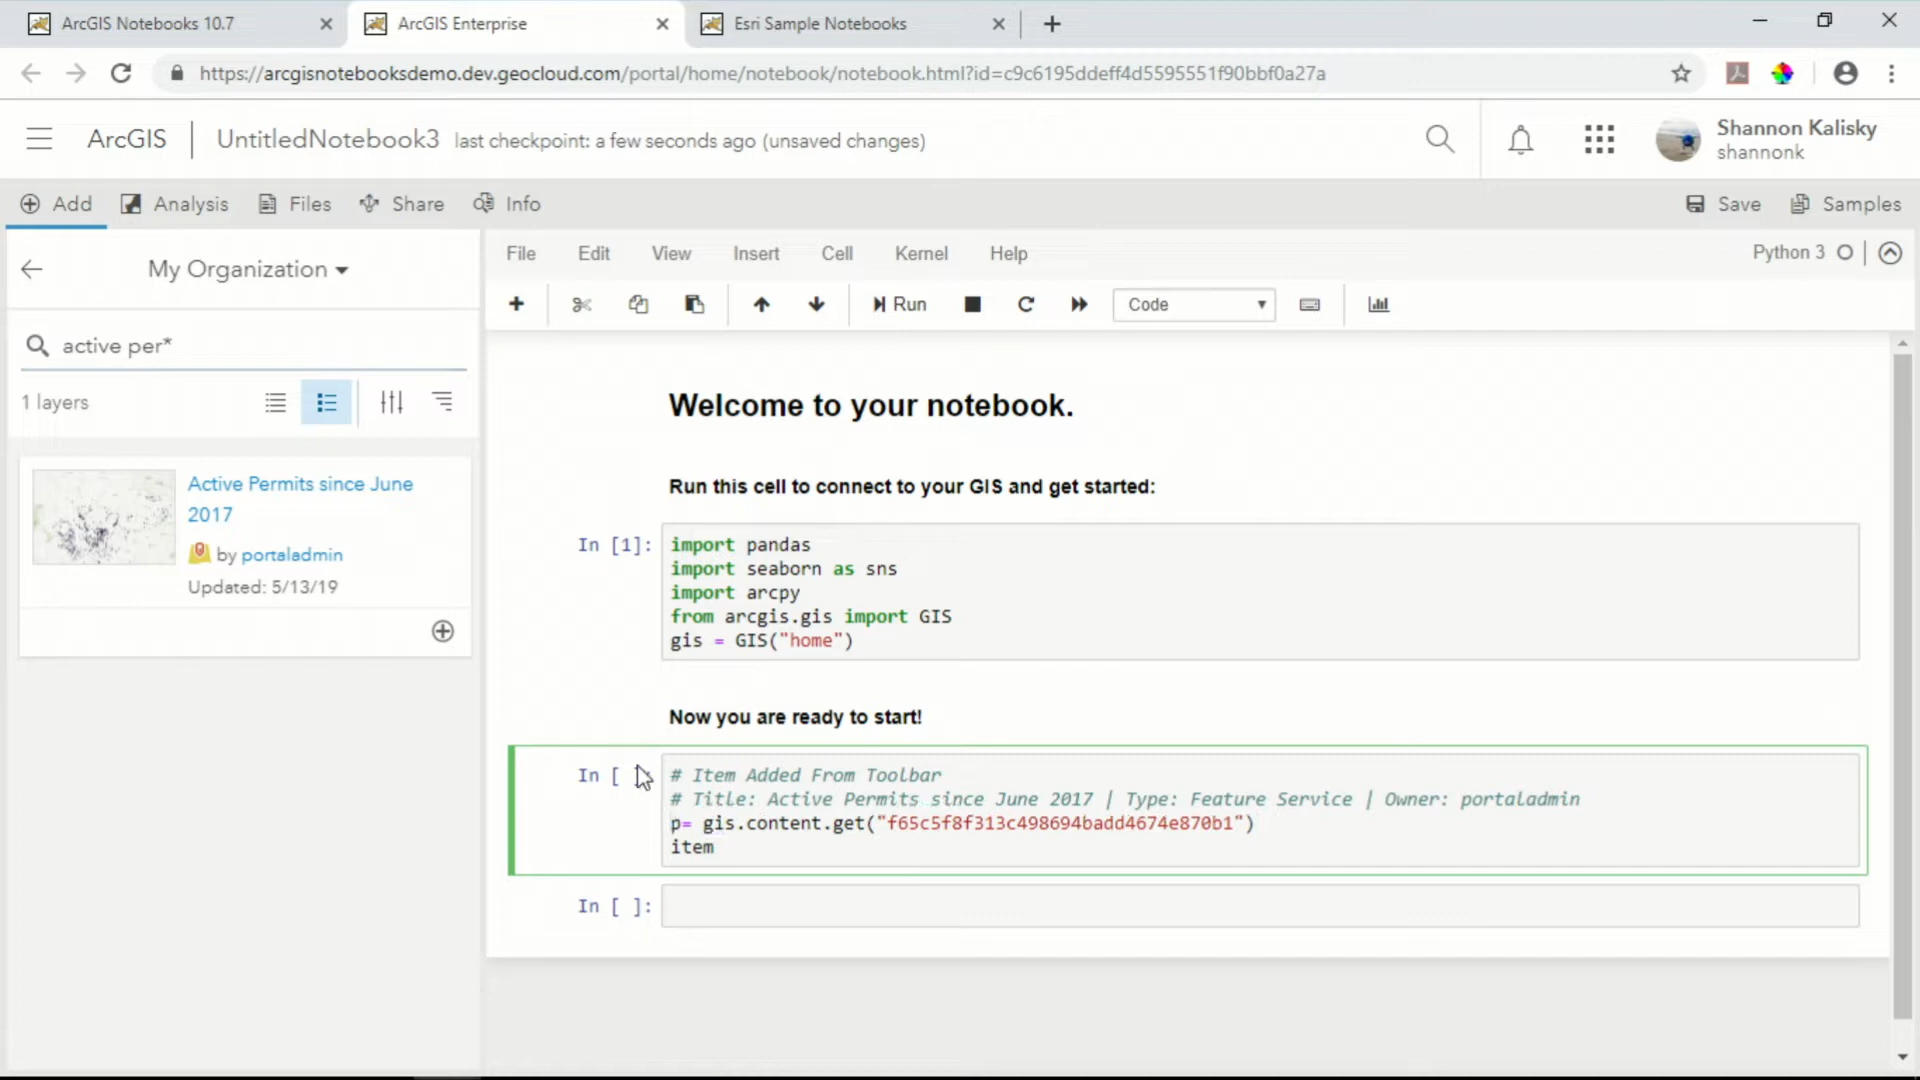 ArcGIS Notebooks 10.7
ArcGIS Enterprise
Esri Sample Notebooks
https://arcgisnotebooksdemo.dev.geocloud.com/portal/home/notebook/notebook.html?id=c9c6195ddeff4d5595551f90bbf0a27a
ArcGIS
UntitledNotebook3 last checkpoint: a few seconds ago (unsaved changes)
Shannon Kalisky
shannonk
Add Analysis Files Share Info
Save Samples
My Organization
File Edit View Insert Cell Kernel Help
Python 3
Run
Code
active per*
1 layers
Active Permits since June
2017
by portaladmin
Updated: 5/13/19
Welcome to your notebook.
Run this cell to connect to your GIS and get started:
In [1]: import pandas
import seaborn as sns
import arcpy
from arcgis.gis import GIS
gis = GIS("home")
Now you are ready to start!
In [ ]: # Item Added From Toolbar
# Title: Active Permits since June 2017 | Type: Feature Service | Owner: portaladmin
p= gis.content.get("f65c5f8f313c498694badd4674e870b1")
item
In [ ]: